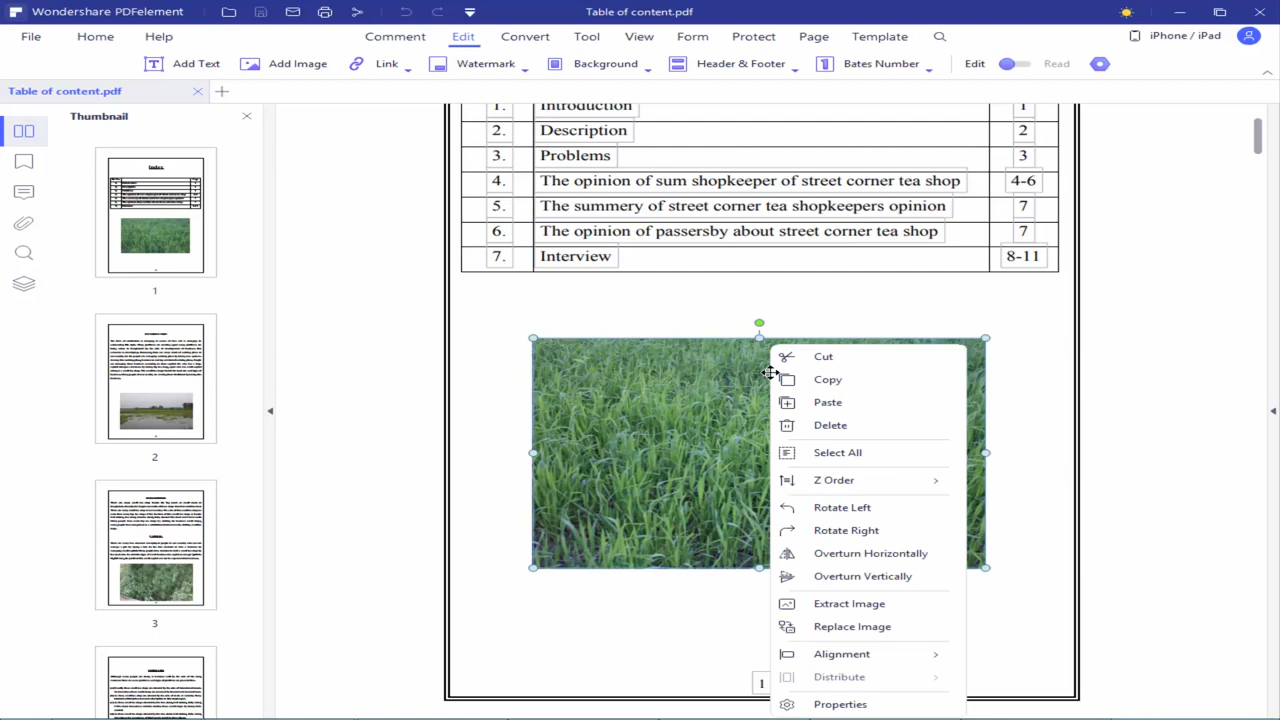 Wondershare PDFelement
Table of content.pdf
File Home Help Comment Edit Convert Tool View Form Protect Page Template iPhone / iPad
Add Text Add Image Link Watermark Background Header & Footer Bates Number Edit Read
Table of content.pdf
Thumbnail
Index
1
2
3
1. Introduction 1
2. Description 2
3. Problems 3
4. The opinion of sum shopkeeper of street corner tea shop 4-6
5. The summery of street corner tea shopkeepers opinion 7
6. The opinion of passersby about street corner tea shop 7
7. Interview 8-11
Cut
Copy
Paste
Delete
Select All
Z Order
Rotate Left
Rotate Right
Overturn Horizontally
Overturn Vertically
Extract Image
Replace Image
Alignment
Distribute
Properties
1